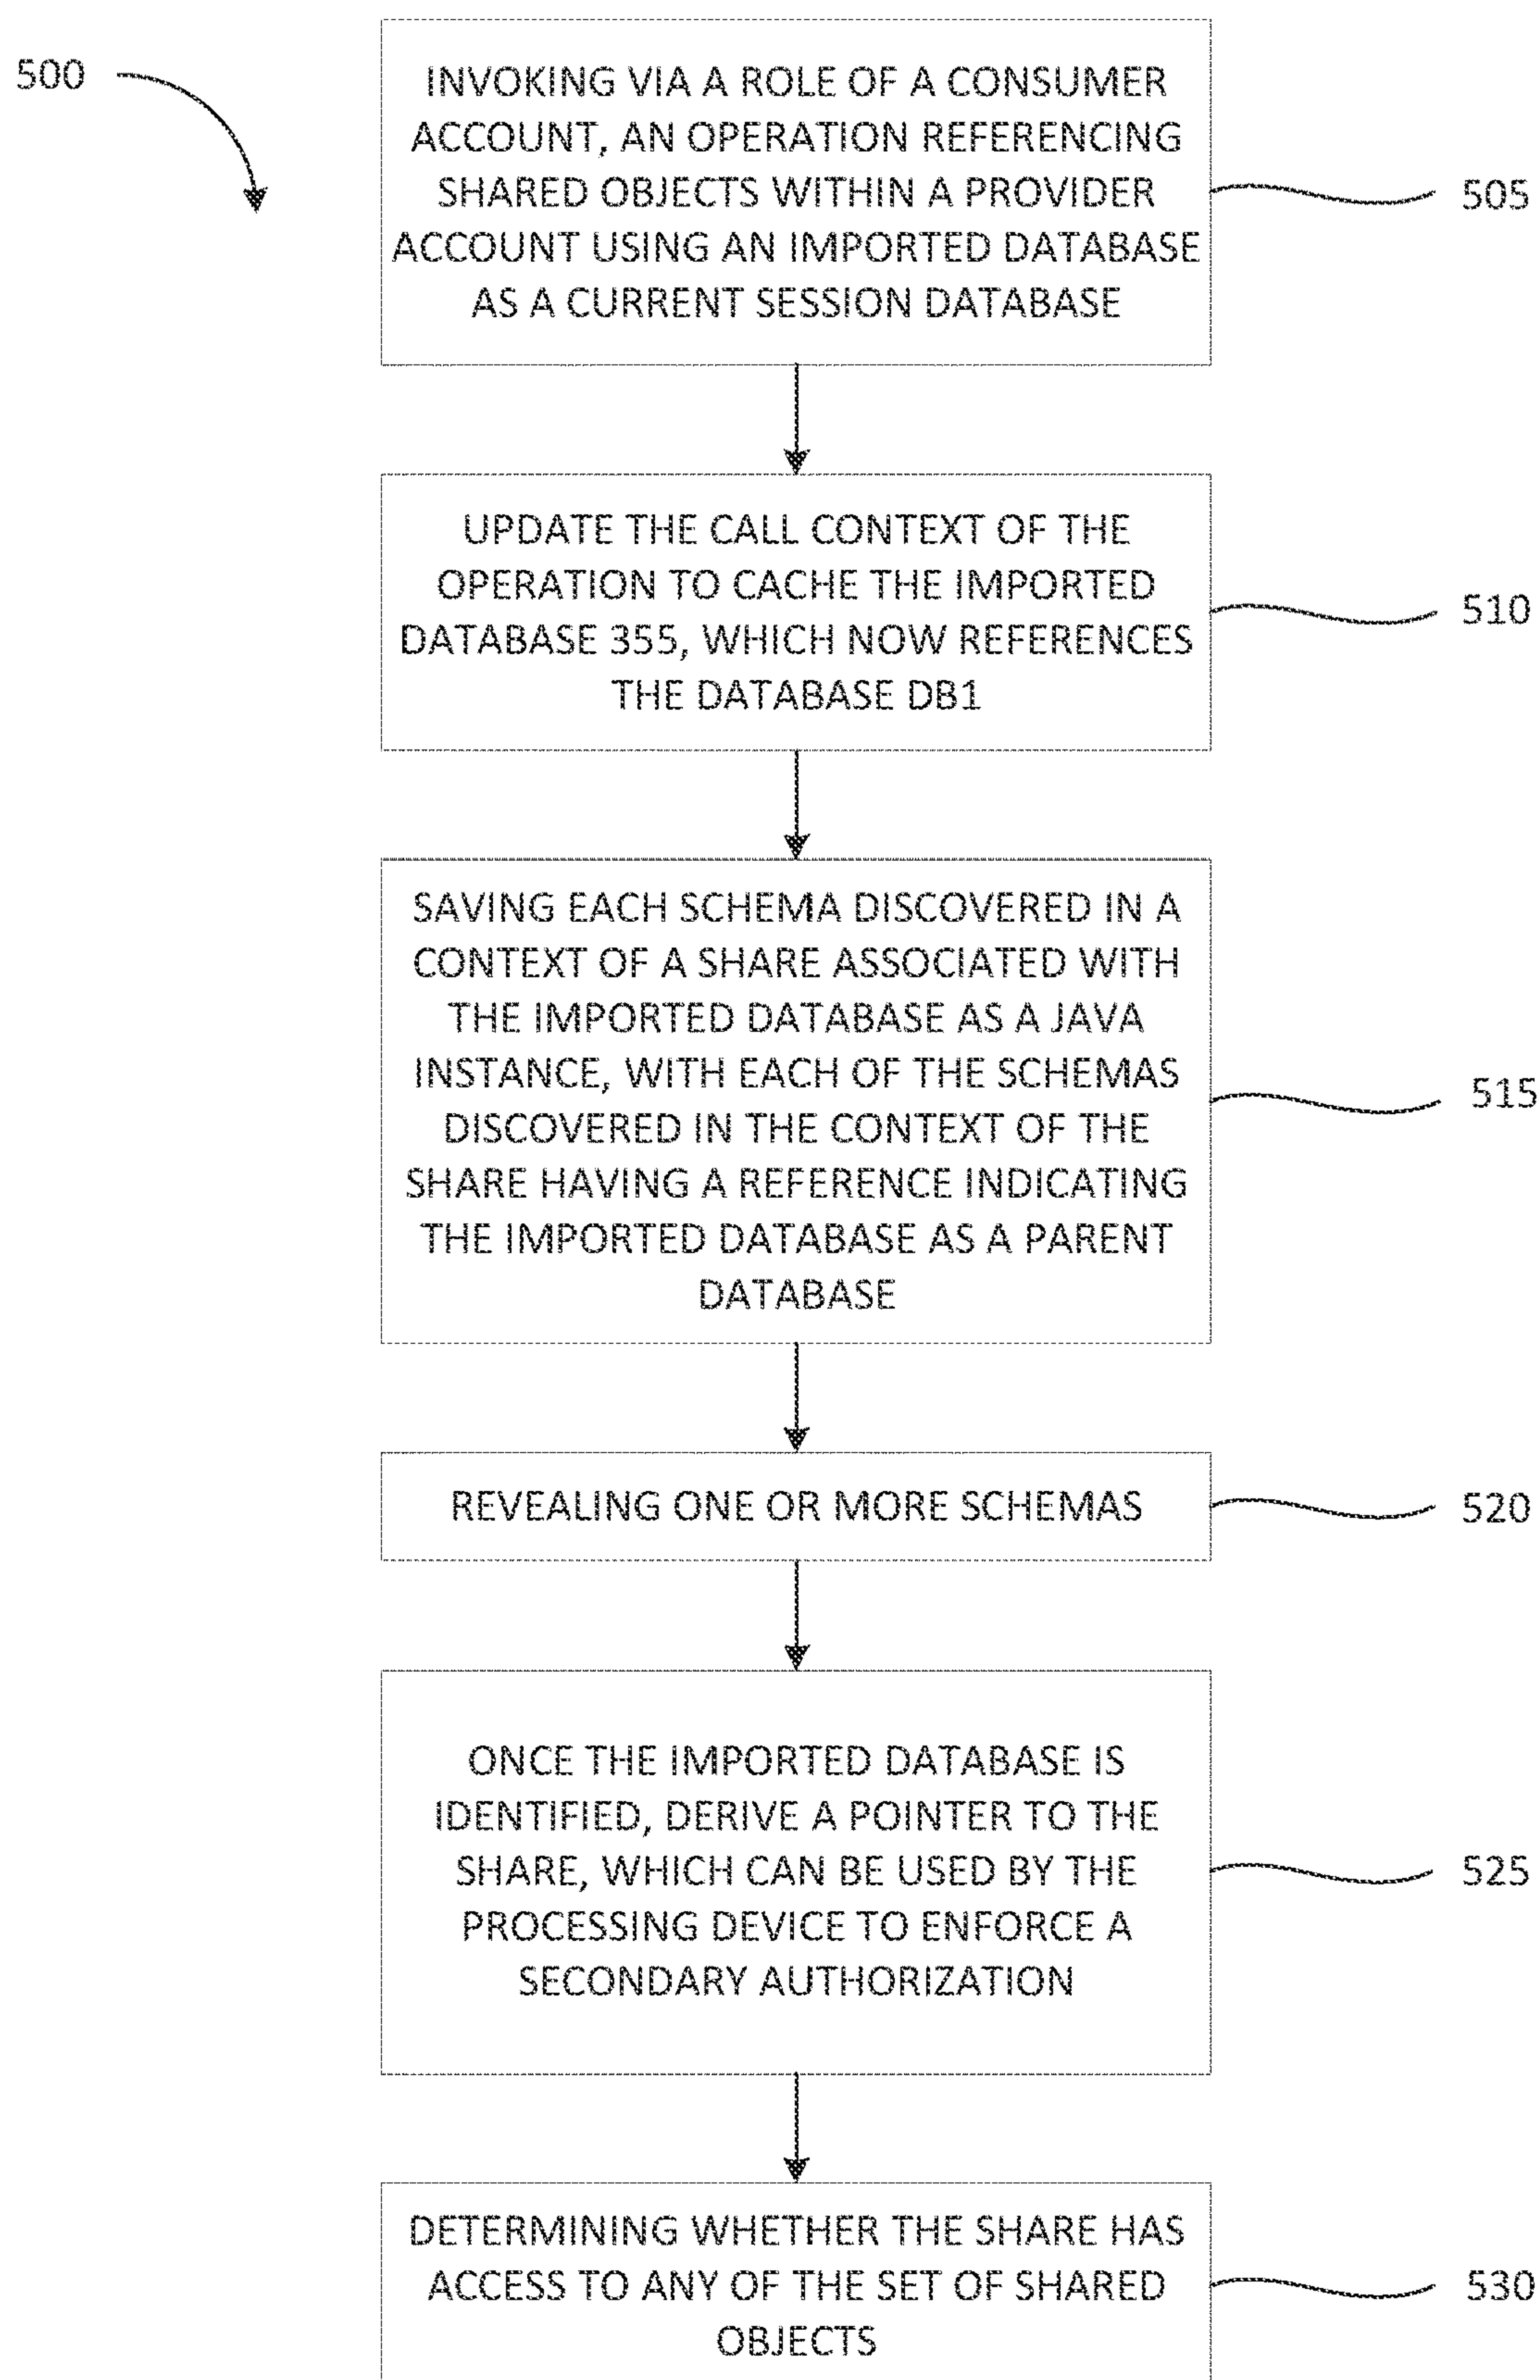 500
INVOKING VIA A ROLE OF A CONSUMER
ACCOUNT, AN OPERATION REFERENCING
SHARED OBJECTS WITHIN A PROVIDER
ACCOUNT USING AN IMPORTED DATABASE
AS A CURRENT SESSION DATABASE
505
UPDATE THE CALL CONTEXT OF THE
OPERATION TO CACHE THE IMPORTED
DATABASE 355, WHICH NOW REFERENCES
THE DATABASE DB1
510
SAVING EACH SCHEMA DISCOVERED IN A
CONTEXT OF A SHARE ASSOCIATED WITH
THE IMPORTED DATABASE AS A JAVA
INSTANCE, WITH EACH OF THE SCHEMAS
DISCOVERED IN THE CONTEXT OF THE
SHARE HAVING A REFERENCE INDICATING
THE IMPORTED DATABASE AS A PARENT
DATABASE
515
REVEALING ONE OR MORE SCHEMAS
520
ONCE THE IMPORTED DATABASE IS
IDENTIFIED, DERIVE A POINTER TO THE
SHARE, WHICH CAN BE USED BY THE
PROCESSING DEVICE TO ENFORCE A
SECONDARY AUTHORIZATION
525
DETERMINING WHETHER THE SHARE HAS
ACCESS TO ANY OF THE SET OF SHARED
OBJECTS
530